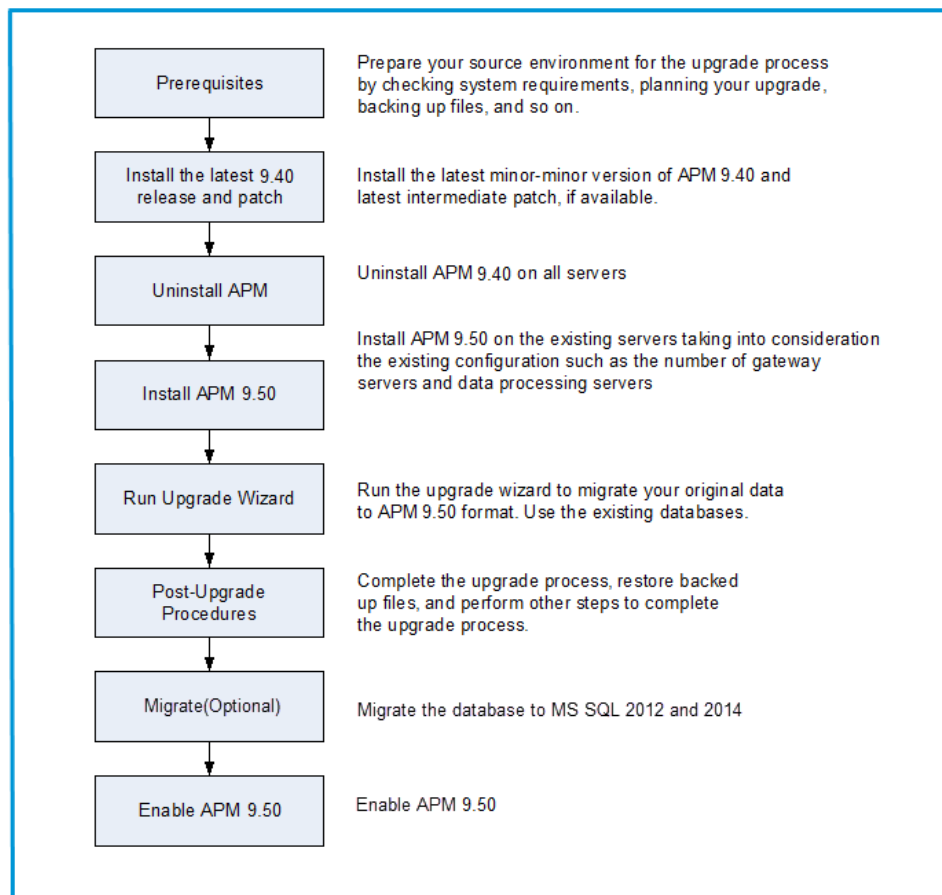 Prerequisites
Prepare your source environment for the upgrade process
by checking system requirements, planning your upgrade,
backing up files, and so on.
Install the latest 9.40
release and patch
Install the latest minor-minor version of APM 9.40 and
latest intermediate patch, if available.
Uninstall APM
Uninstall APM 9.40 on all servers
Install APM 9.50
Install APM 9.50 on the existing servers taking into consideration
the existing configuration such as the number of gateway
servers and data processing servers
Run Upgrade Wizard
Run the upgrade wizard to migrate your original data
to APM 9.50 format. Use the existing databases.
Post-Upgrade
Procedures
Complete the upgrade process, restore backed
up files, and perform other steps to complete
the upgrade process.
Migrate(Optional)
Migrate the database to MS SQL 2012 and 2014
Enable APM 9.50
Enable APM 9.50